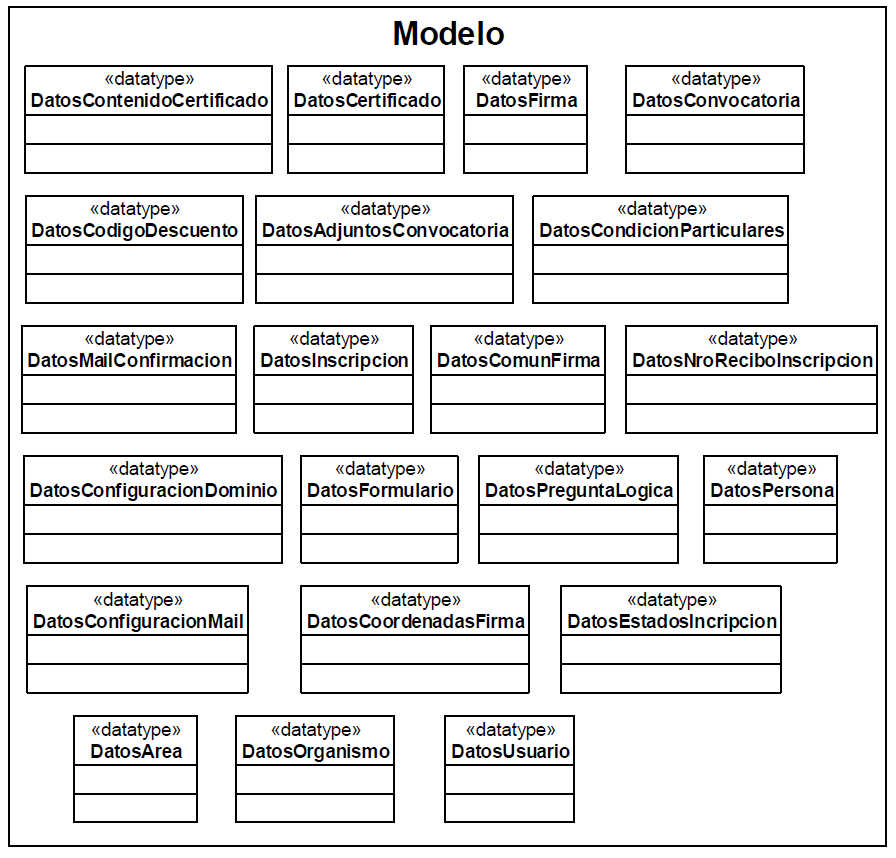 Modelo
«datatype» «datatype» «datatype» «datatype»
DatosContenidoCertificado DatosCertificado DatosFirma DatosConvocatoria
«datatype» «datatype» «datatype»
DatosCodigoDescuento DatosAdjuntosConvocatoria DatosCondicionParticulares
«datatype» «datatype» «datatype» «datatype»
DatosMailConfirmacion DatosInscripcion DatosComunFirma DatosNroReciboInscripcion
«datatype» «datatype» «datatype» «datatype»
DatosConfiguracionDominio DatosFormulario DatosPreguntaLogica DatosPersona
«datatype» «datatype» «datatype»
DatosConfiguracionMail DatosCoordenadasFirma DatosEstadosIncripcion
«datatype» «datatype» «datatype»
DatosArea DatosOrganismo DatosUsuario